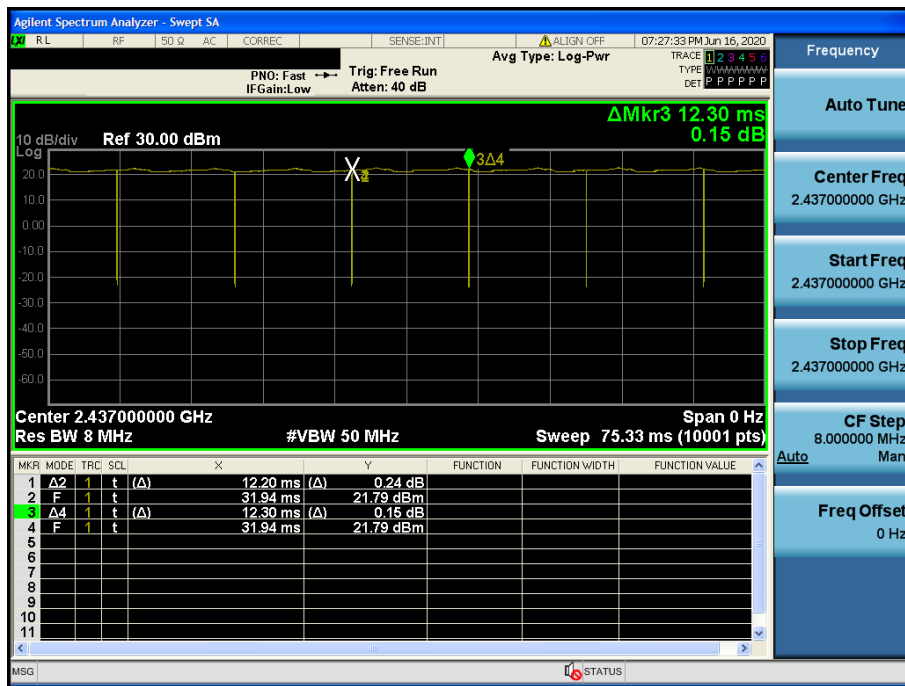 Agilent Spectrum Analyzer - Swept SA
LXI RL RF 50 Ω AC CORREC SENSE:INT ALIGN OFF 07:27:33 PM Jun 16, 2020
PNO: Fast
IFGain:Low
Trig: Free Run
Atten: 40 dB
Avg Type: Log-Pwr
TRACE 1 2 3 4 5 6
TYPE WWWWWW
DET P P P P P P
ΔMkr3 12.30 ms
0.15 dB
10 dB/div Ref 30.00 dBm
Log
3Δ4
20.0
10.0
0.00
-10.0
-20.0
-30.0
-40.0
-50.0
-60.0
Center 2.437000000 GHz Span 0 Hz
Res BW 8 MHz #VBW 50 MHz Sweep 75.33 ms (10001 pts)
MKR MODE TRC SCL X Y FUNCTION FUNCTION WIDTH FUNCTION VALUE
1 Δ2 1 t (Δ) 12.20 ms (Δ) 0.24 dB
2 F 1 t 31.94 ms 21.79 dBm
3 Δ4 1 t (Δ) 12.30 ms (Δ) 0.15 dB
4 F 1 t 31.94 ms 21.79 dBm
5
6
7
8
9
10
11
MSG STATUS
Frequency
Auto Tune
Center Freq
2.437000000 GHz
Start Freq
2.437000000 GHz
Stop Freq
2.437000000 GHz
CF Step
8.000000 MHz
Auto Man
Freq Offset
0 Hz